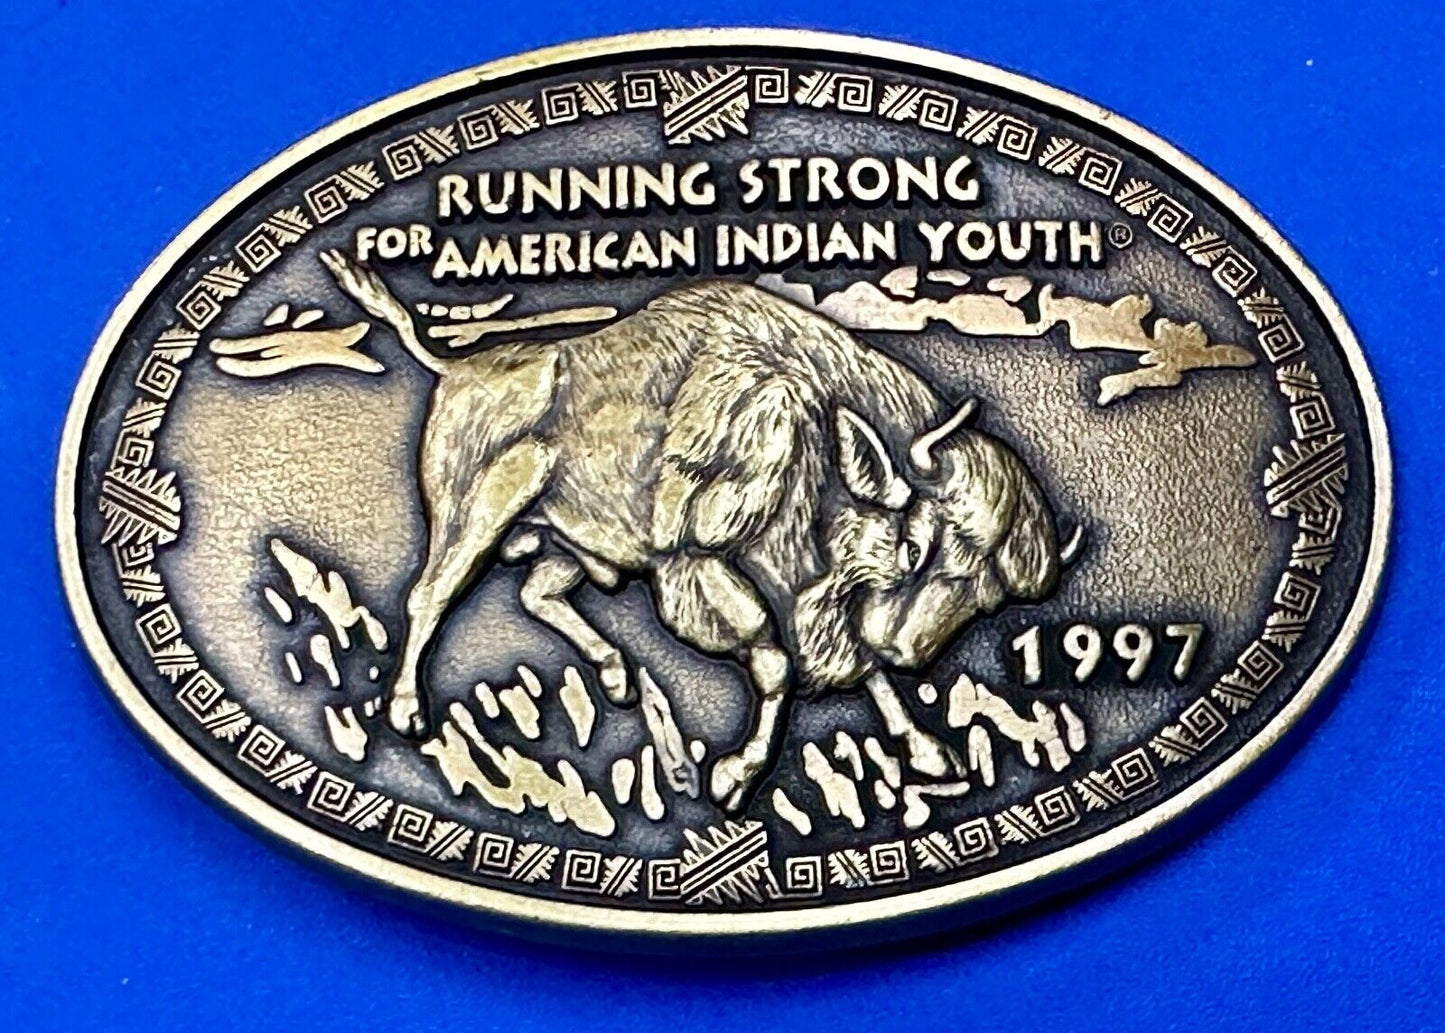 RUNNING STRONG
FOR AMERICAN INDIAN YOUTH®
1997